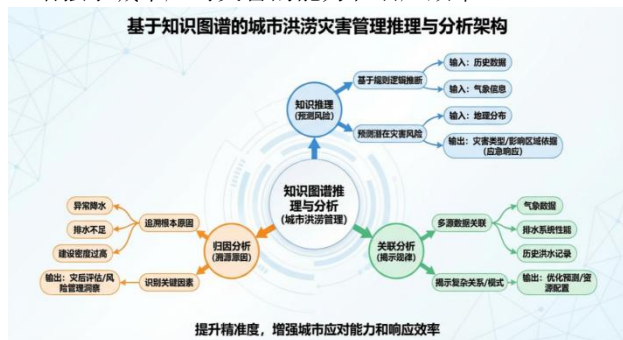 基于知识图谱的城市洪涝灾害管理推理与分析架构
知识推理
(预测风险)
基于规则逻辑推断
输入：历史数据
输入：气象信息
预测潜在灾害风险
输入：地理分布
输出：灾害类型/影响区域依据
(应急响应)
知识图谱推
理与分析
(城市洪涝管理)
归因分析
(溯源原因)
追溯根本原因
异常降水
排水不足
建设密度过高
识别关键因素
输出：灾后评估/风
险管理洞察
关联分析
(揭示规律)
多源数据关联
气象数据
排水系统性能
历史洪水记录
揭示复杂关系/模式
输出：优化预测/资
源配置
提升精准度，增强城市应对能力和响应效率